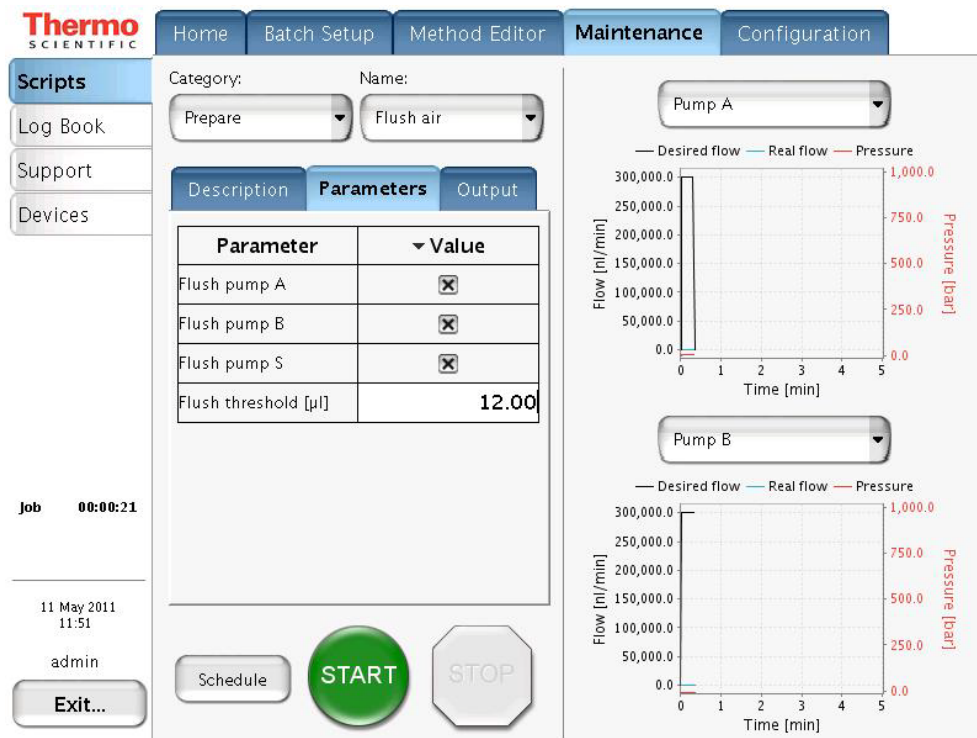 Thermo
SCIENTIFIC
Home
Batch Setup
Method Editor
Maintenance
Configuration
Scripts
Log Book
Support
Devices
Job 00:00:21
11 May 2011
11:51
admin
Exit...
Category:
Name:
Prepare
Flush air
Description
Parameters
Output
Parameter Value
Flush pump A
Flush pump B
Flush pump S
Flush threshold [µl] 12.00
Schedule
START
STOP
Pump A
Desired flow Real flow Pressure
Flow [nl/min]
300,000.0
250,000.0
200,000.0
150,000.0
100,000.0
50,000.0
0.0
1,000.0
750.0
500.0
250.0
0.0
Pressure [bar]
0 1 2 3 4 5
Time [min]
Pump B
Desired flow Real flow Pressure
Flow [nl/min]
300,000.0
250,000.0
200,000.0
150,000.0
100,000.0
50,000.0
0.0
1,000.0
750.0
500.0
250.0
0.0
Pressure [bar]
0 1 2 3 4 5
Time [min]